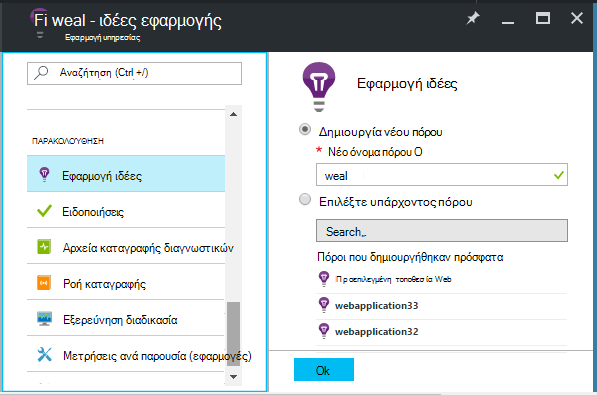 Fi weal - ιδέες εφαρμογής
Εφαρμογή υπηρεσίας
Αναζήτηση (Ctrl +/)
ΠΑΡΑΚΟΛΟΎΘΗΣΗ
Εφαρμογή ιδέες
Ειδοποιήσεις
Αρχεία καταγραφής διαγνωστικών
Ροή καταγραφής
Εξερεύνηση διαδικασία
Μετρήσεις ανά παρουσία (εφαρμογές)
Εφαρμογή ιδέες
Δημιουργία νέου πόρου
* Νέο όνομα πόρου Ο
weal
Επιλέξτε υπάρχοντος πόρου
Search,.
Πόροι που δημιουργήθηκαν πρόσφατα
Προεπιλεγμένη τοποθεσία Web
webapplication33
webapplication32
Ok